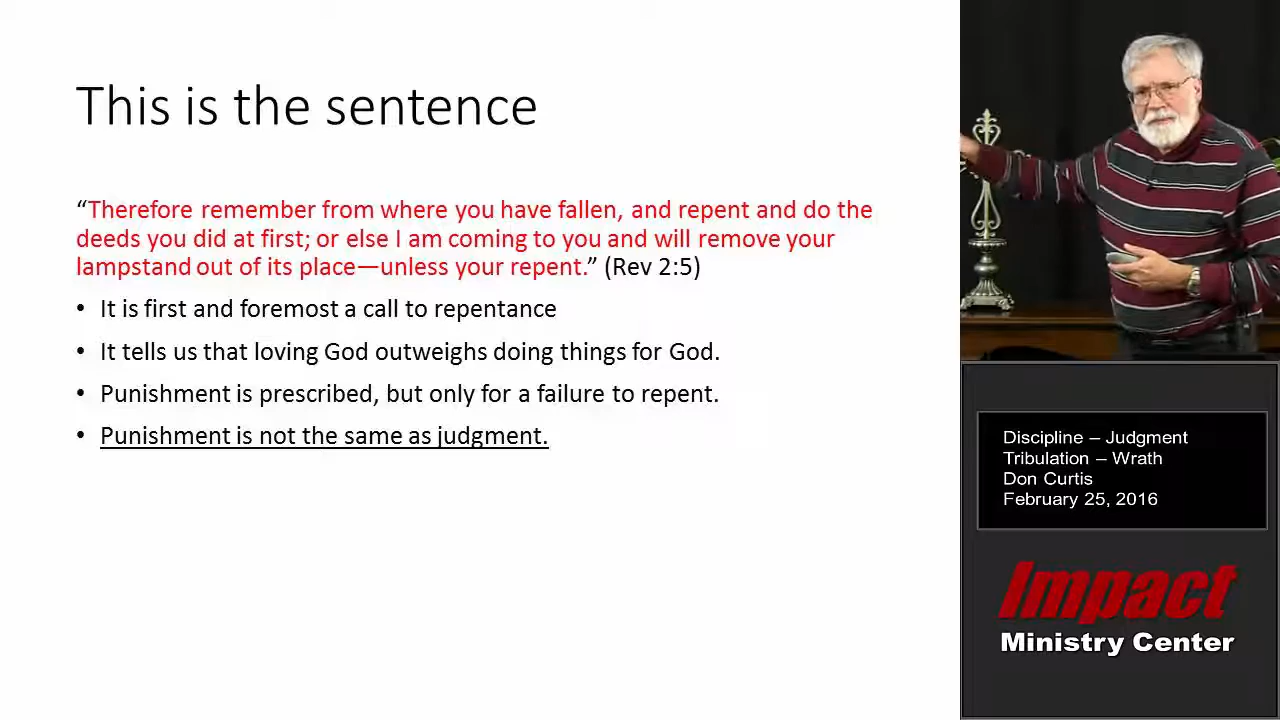 This is the sentence
“Therefore remember from where you have fallen, and repent and do the
deeds you did at first; or else I am coming to you and will remove your
lampstand out of its place—unless your repent.” (Rev 2:5)
• It is first and foremost a call to repentance
• It tells us that loving God outweighs doing things for God.
• Punishment is prescribed, but only for a failure to repent.
• Punishment is not the same as judgment.
Discipline – Judgment
Tribulation – Wrath
Don Curtis
February 25, 2016
Impact
Ministry Center